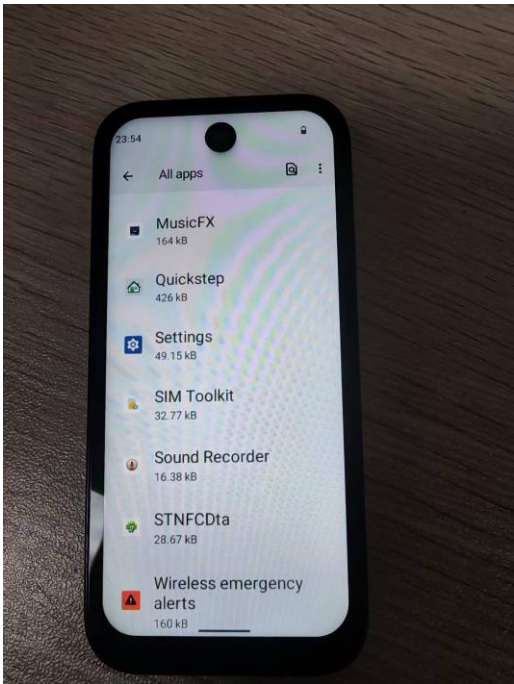 23:54
All apps
MusicFX
164 kB
Quickstep
426 kB
Settings
49.15 kB
SIM Toolkit
32.77 kB
Sound Recorder
16.38 kB
STNFCDta
28.67 kB
Wireless emergency
alerts
160 kB